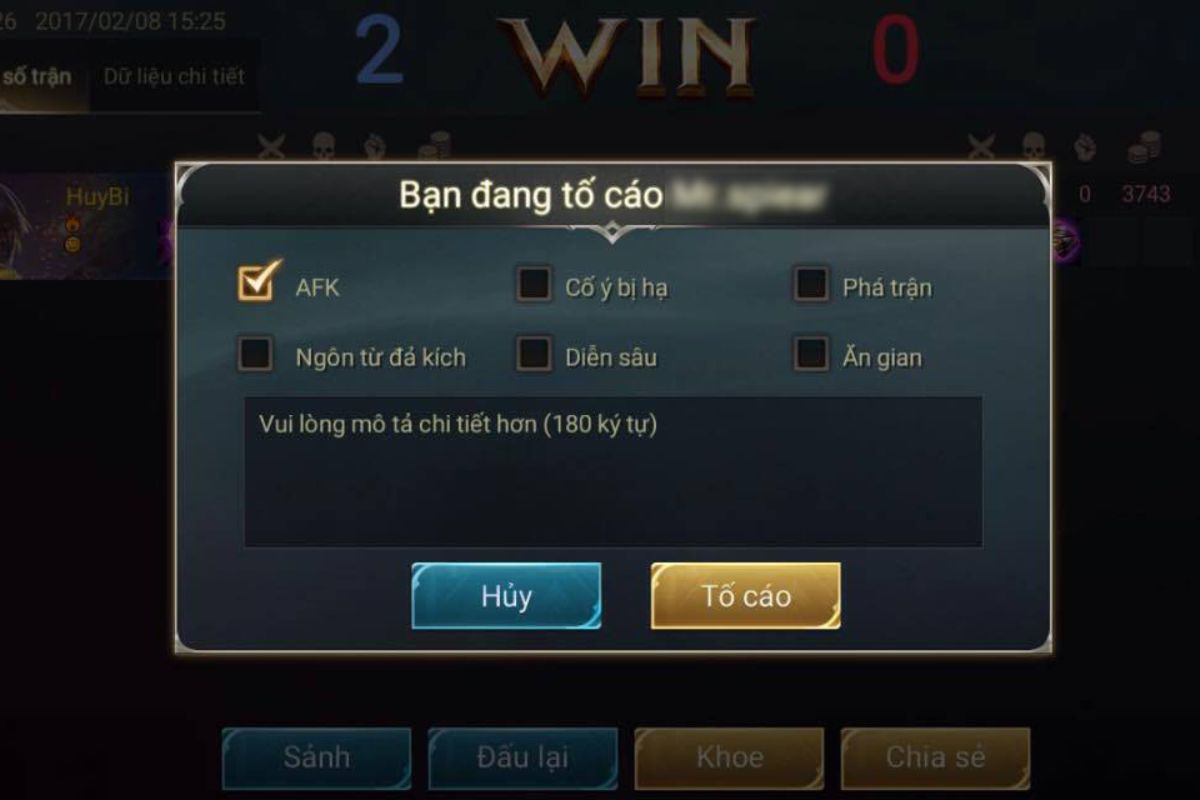 26 2017/02/08 15:25
2 WIN 0
số trận Dữ liệu chi tiết
HuyBi
0 3743
Bạn đang tố cáo
AFK Cố ý bị hạ Phá trận
Ngôn từ đả kích Diễn sâu Ăn gian
Vui lòng mô tả chi tiết hơn (180 ký tự)
Hủy Tố cáo
Sảnh Đấu lại Khoe Chia sẻ